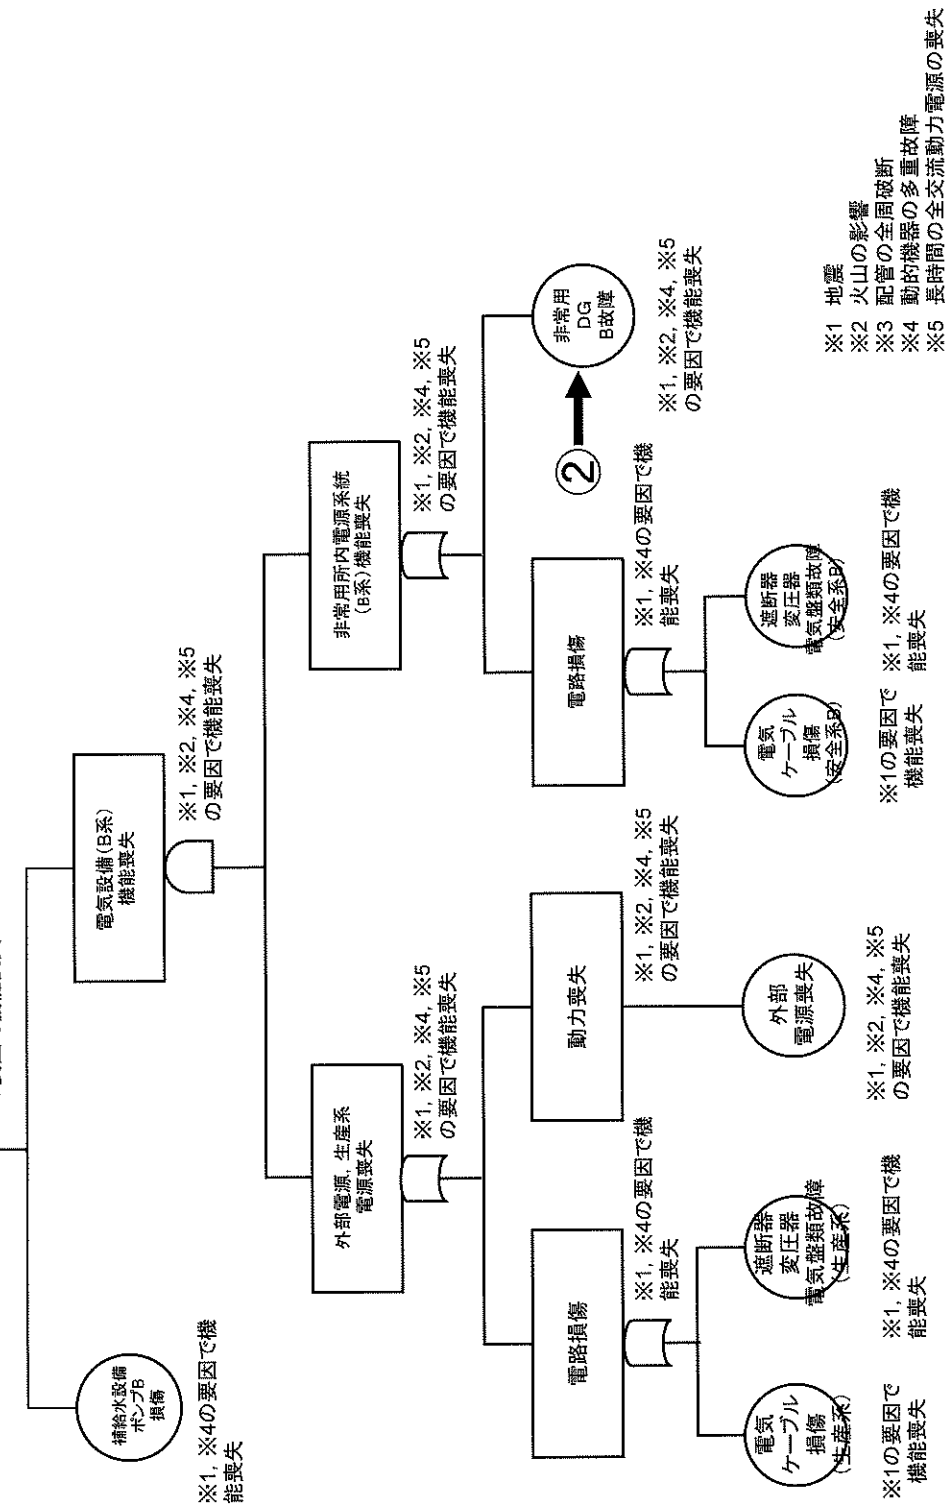 補給水設備
ポンプB
損傷
※1, ※4の要因で機
能喪失
電気設備(B系)
機能喪失
※1, ※2, ※4, ※5
の要因で機能喪失
外部電源, 生産系
電源喪失
※1, ※2, ※4, ※5
の要因で機能喪失
非常用所内電源系統
(B系)機能喪失
※1, ※2, ※4, ※5
の要因で機能喪失
電路損傷
※1, ※4の要因で機
能喪失
動力喪失
※1, ※2, ※4, ※5
の要因で機能喪失
電路損傷
※1, ※4の要因で機
能喪失
②
非常用
DG
B故障
※1, ※2, ※4, ※5
の要因で機能喪失
電気
ケーブル
損傷
(生産系)
※1の要因で
機能喪失
遮断器
変圧器
電気盤類故障
(生産系)
※1, ※4の要因で機
能喪失
外部
電源喪失
※1, ※2, ※4, ※5
の要因で機能喪失
電気
ケーブル
損傷
(安全系B)
※1の要因で
機能喪失
遮断器
変圧器
電気盤類故障
(安全系B)
※1, ※4の要因で機
能喪失
※1 地震
※2 火山の影響
※3 配管の全周破断
※4 動的機器の多重故障
※5 長時間の全交流動力電源の喪失